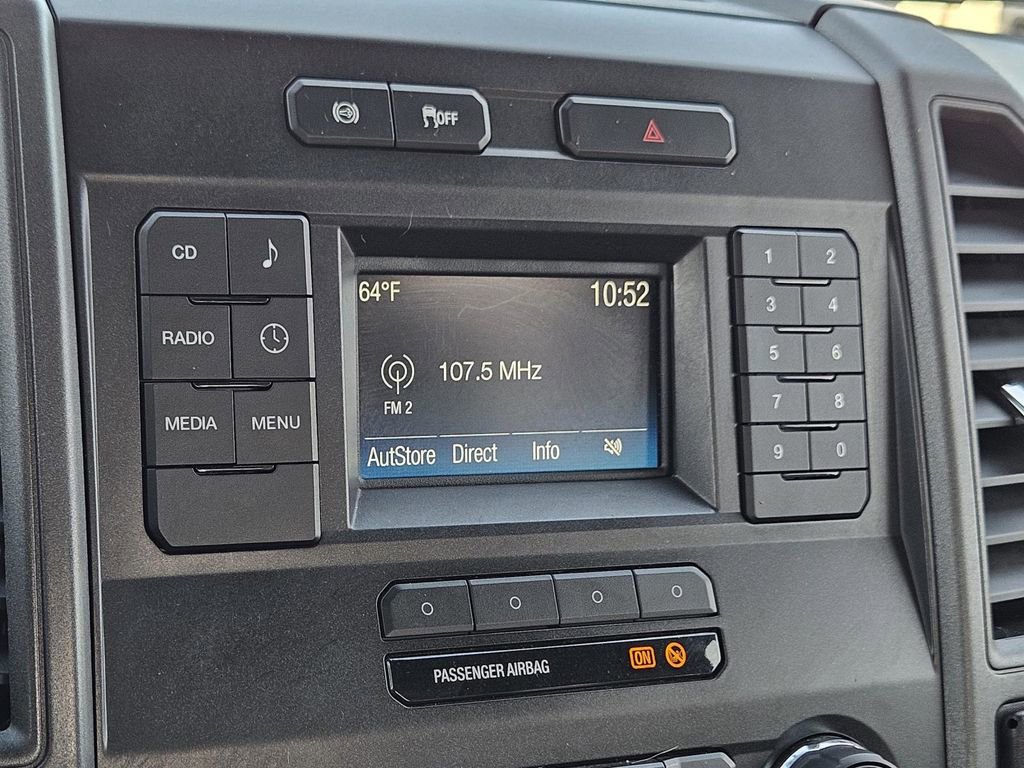 OFF
CD
RADIO
MEDIA MENU
64°F 10:52
107.5 MHz
FM 2
AutStore Direct Info
1 2
3 4
5 6
7 8
9 0
PASSENGER AIRBAG ON